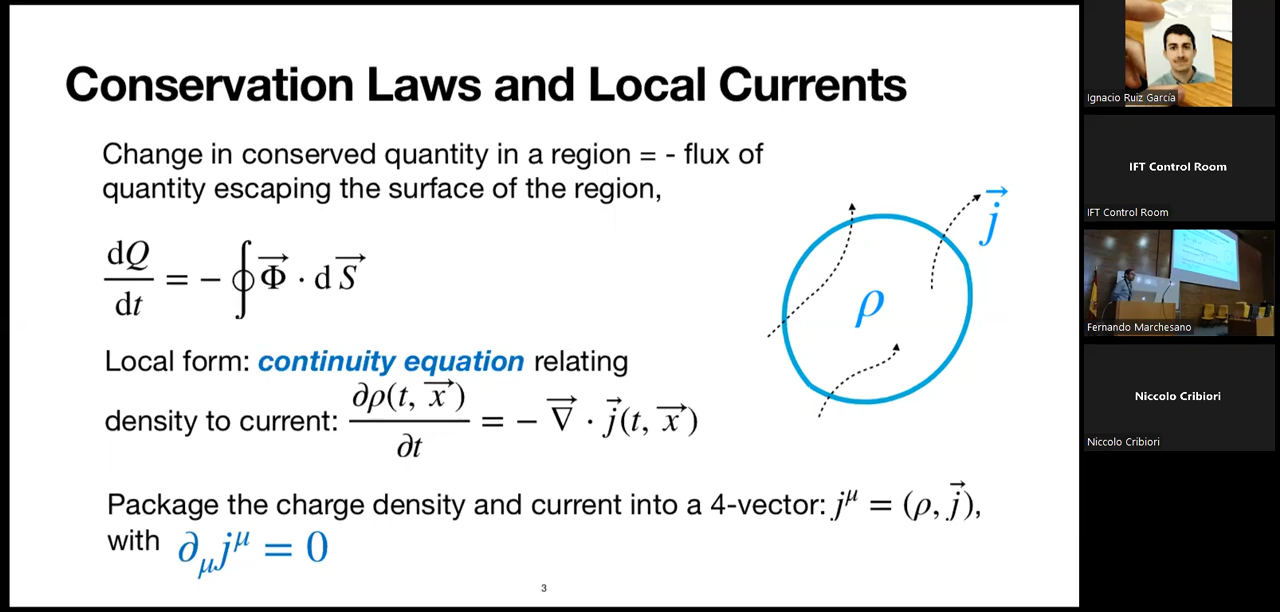 Conservation Laws and Local Currents
Change in conserved quantity in a region = - flux of
quantity escaping the surface of the region,
dQ/dt = − ∮ Φ⃗ · dS⃗
j⃗
ρ
Local form: continuity equation relating
density to current: ∂ρ(t, x⃗)/∂t = − ∇⃗ · j⃗(t, x⃗)
Package the charge density and current into a 4-vector: j^μ = (ρ, j⃗),
with ∂_μ j^μ = 0
3
Ignacio Ruiz García
IFT Control Room
IFT Control Room
Fernando Marchesano
Niccolo Cribiori
Niccolo Cribiori